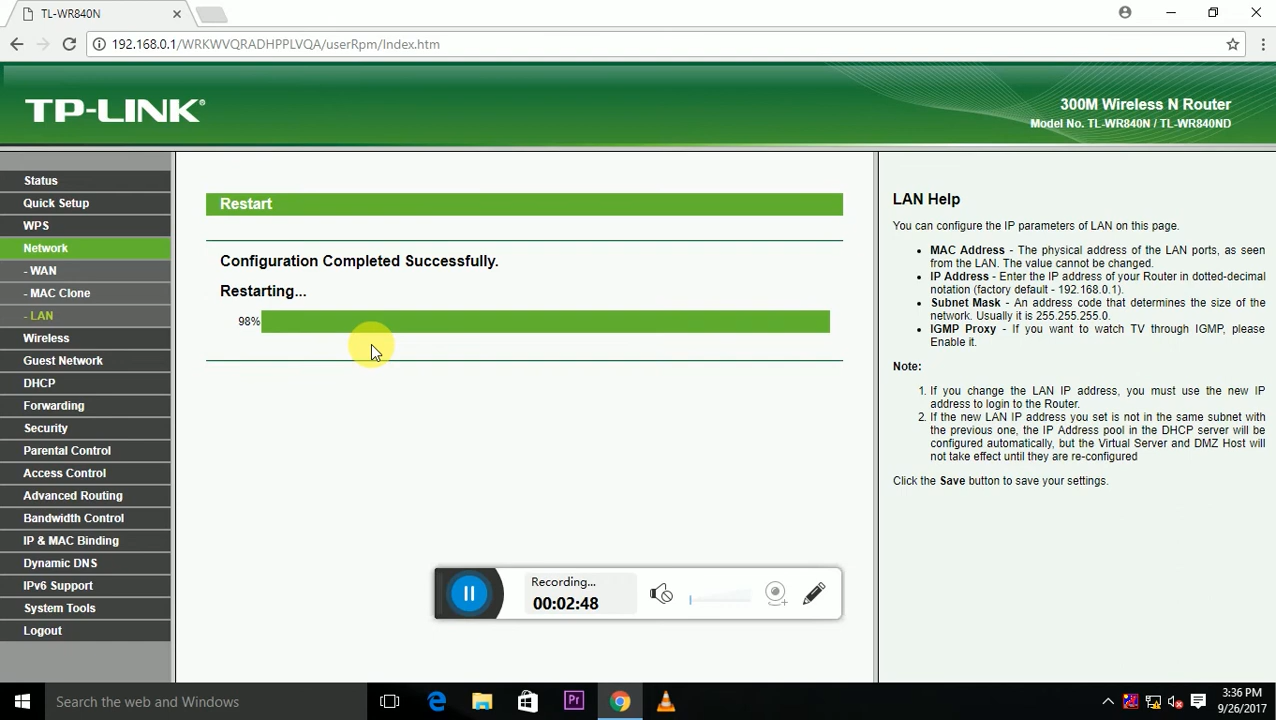 TL-WR840N
192.168.0.1/WRKWVQRADHPPLVQA/userRpm/Index.htm
TP-LINK®
300M Wireless N Router
Model No. TL-WR840N / TL-WR840ND
Status
Quick Setup
WPS
Network
- WAN
- MAC Clone
- LAN
Wireless
Guest Network
DHCP
Forwarding
Security
Parental Control
Access Control
Advanced Routing
Bandwidth Control
IP & MAC Binding
Dynamic DNS
IPv6 Support
System Tools
Logout
Restart
Configuration Completed Successfully.
Restarting...
98%
LAN Help
You can configure the IP parameters of LAN on this page.
• MAC Address - The physical address of the LAN ports, as seen
from the LAN. The value cannot be changed.
• IP Address - Enter the IP address of your Router in dotted-decimal
notation (factory default - 192.168.0.1).
• Subnet Mask - An address code that determines the size of the
network. Usually it is 255.255.255.0.
• IGMP Proxy - If you want to watch TV through IGMP, please
Enable it.
Note:
1. If you change the LAN IP address, you must use the new IP
address to login to the Router.
2. If the new LAN IP address you set is not in the same subnet with
the previous one, the IP Address pool in the DHCP server will be
configured automatically, but the Virtual Server and DMZ Host will
not take effect until they are re-configured
Click the Save button to save your settings.
Recording...
00:02:48
Search the web and Windows
Pr
3:36 PM
9/26/2017